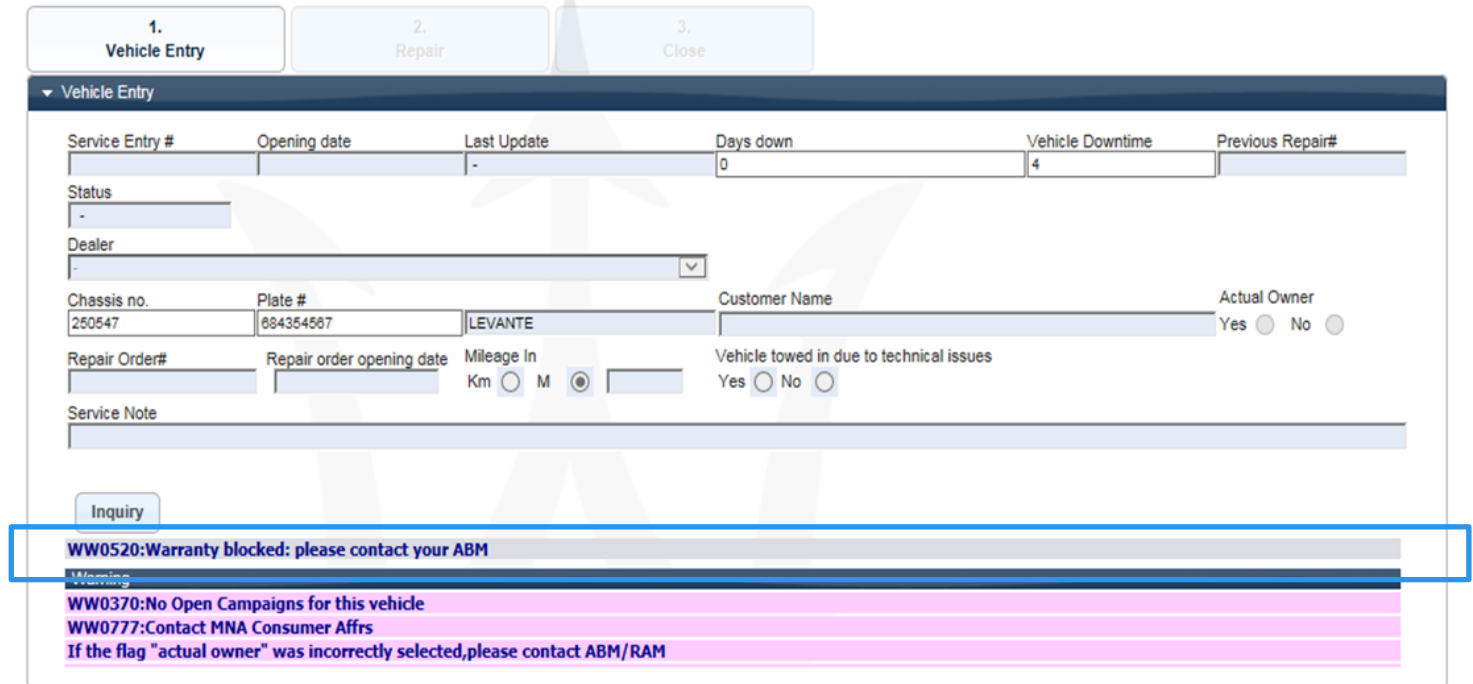 1. 2. 3.
Vehicle Entry Repair Close
Vehicle Entry
Service Entry # Opening date Last Update Days down Vehicle Downtime Previous Repair#
- 0 4
Status
-
Dealer
-
Chassis no. Plate # Customer Name Actual Owner
250547 684354567 LEVANTE Yes No
Repair Order# Repair order opening date Mileage In Vehicle towed in due to technical issues
Km M Yes No
Service Note
Inquiry
WW0520:Warranty blocked: please contact your ABM
Warning
WW0370:No Open Campaigns for this vehicle
WW0777:Contact MNA Consumer Affrs
If the flag "actual owner" was incorrectly selected,please contact ABM/RAM